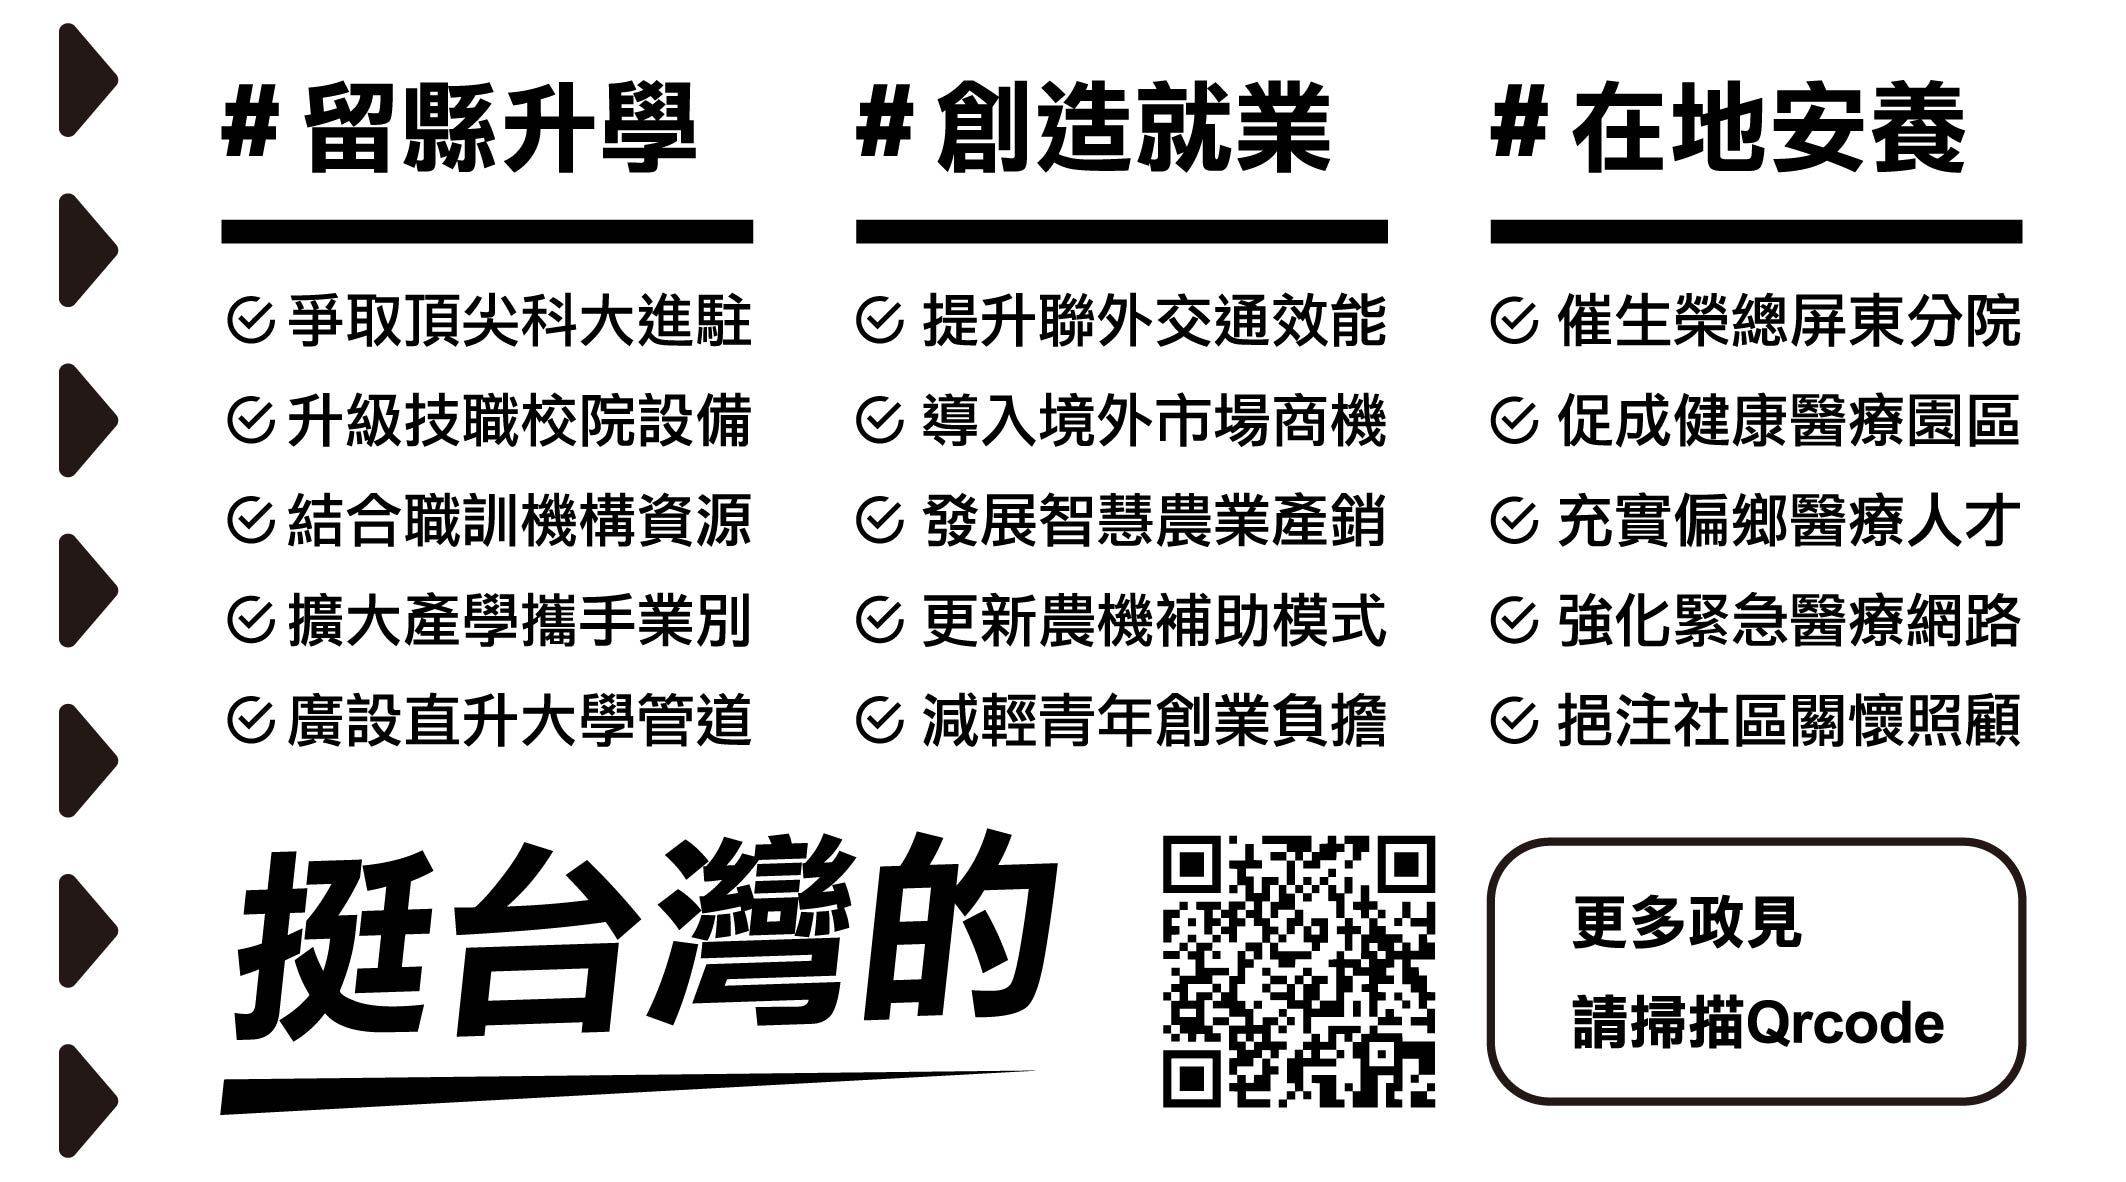 #留縣升學
爭取頂尖科大進駐
升級技職校院設備
結合職訓機構資源
擴大產學攜手業別
廣設直升大學管道
#創造就業
提升聯外交通效能
導入境外市場商機
發展智慧農業產銷
更新農機補助模式
減輕青年創業負擔
#在地安養
催生榮總屏東分院
促成健康醫療園區
充實偏鄉醫療人才
強化緊急醫療網路
挹注社區關懷照顧
挺台灣的
更多政見
請掃描Qrcode